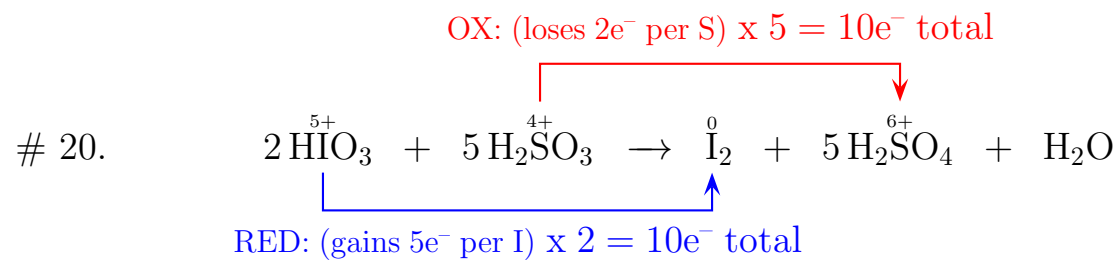 OX: (loses 2e⁻ per S) x 5 = 10e⁻ total
5+ 4+ 0 6+
# 20. 2 HIO₃ + 5 H₂SO₃ ⟶ I₂ + 5 H₂SO₄ + H₂O
RED: (gains 5e⁻ per I) x 2 = 10e⁻ total